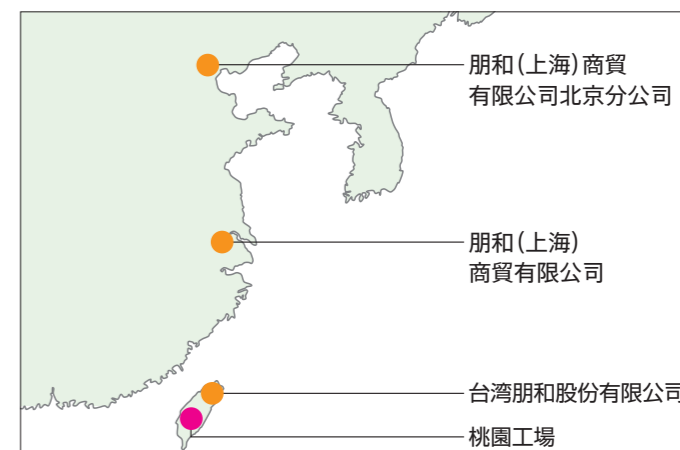 朋和(上海)商貿
有限公司北京分公司
朋和(上海)
商貿有限公司
台湾朋和股份有限公司
桃園工場